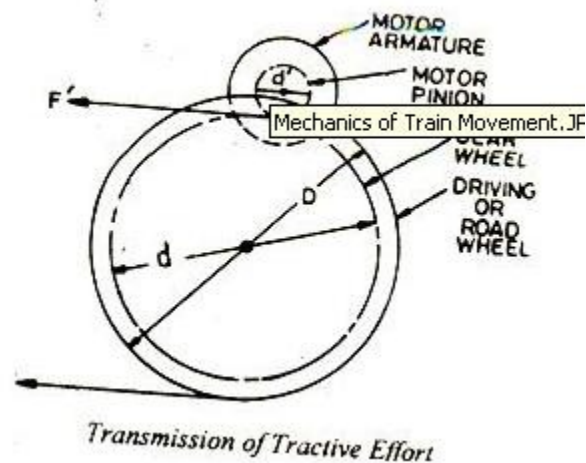 MOTOR
ARMATURE
d'
MOTOR
PINION
F'
Mechanics of Train Movement.JP
WHEEL
D
DRIVING
OR
ROAD
WHEEL
d
Transmission of Tractive Effort